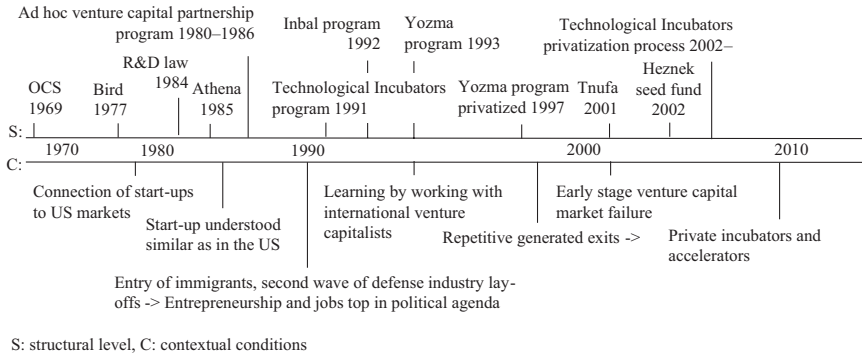 Ad hoc venture capital partnership
program 1980–1986
Inbal program
1992
Yozma
program 1993
Technological Incubators
privatization process 2002–
OCS
1969
Bird
1977
R&D law
1984
Athena
1985
Technological Incubators
program 1991
Yozma program
privatized 1997
Tnufa
2001
Heznek
seed fund
2002
S:
1970 1980 1990 2000 2010
C:
Connection of start-ups
to US markets
Start-up understood
similar as in the US
Entry of immigrants, second wave of defense industry lay-
offs -> Entrepreneurship and jobs top in political agenda
Learning by working with
international venture
capitalists
Repetitive generated exits ->
Early stage venture capital
market failure
Private incubators and
accelerators
S: structural level, C: contextual conditions